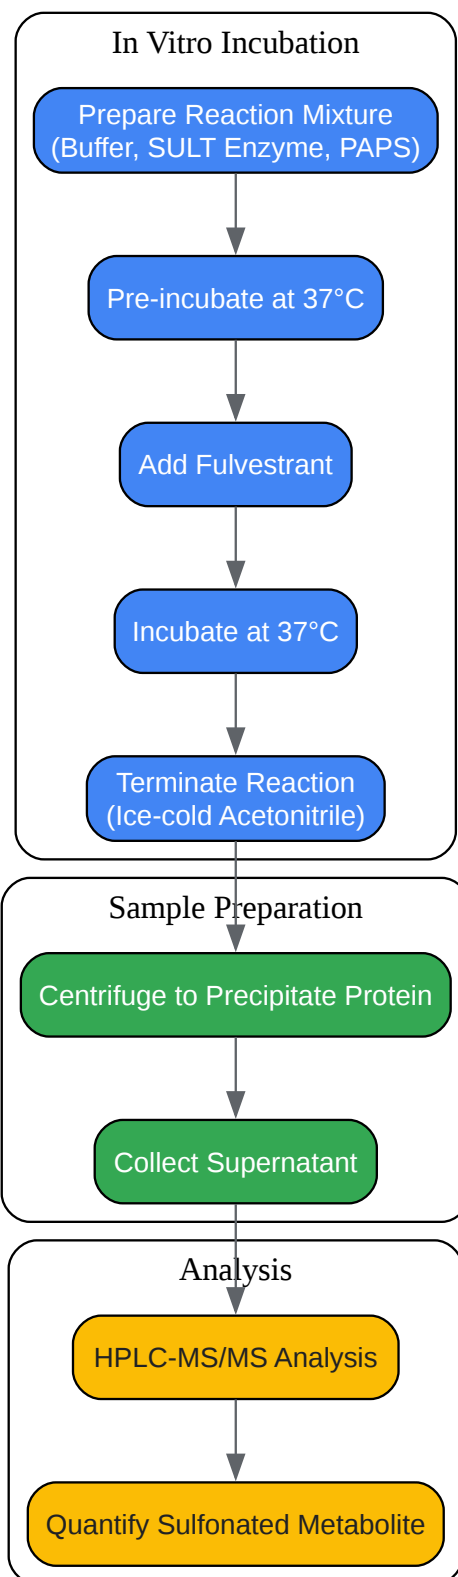 In Vitro Incubation
Prepare Reaction Mixture
(Buffer, SULT Enzyme, PAPS)
Pre-incubate at 37°C
Add Fulvestrant
Incubate at 37°C
Terminate Reaction
(Ice-cold Acetonitrile)
Sample Preparation
Centrifuge to Precipitate Protein
Collect Supernatant
Analysis
HPLC-MS/MS Analysis
Quantify Sulfonated Metabolite